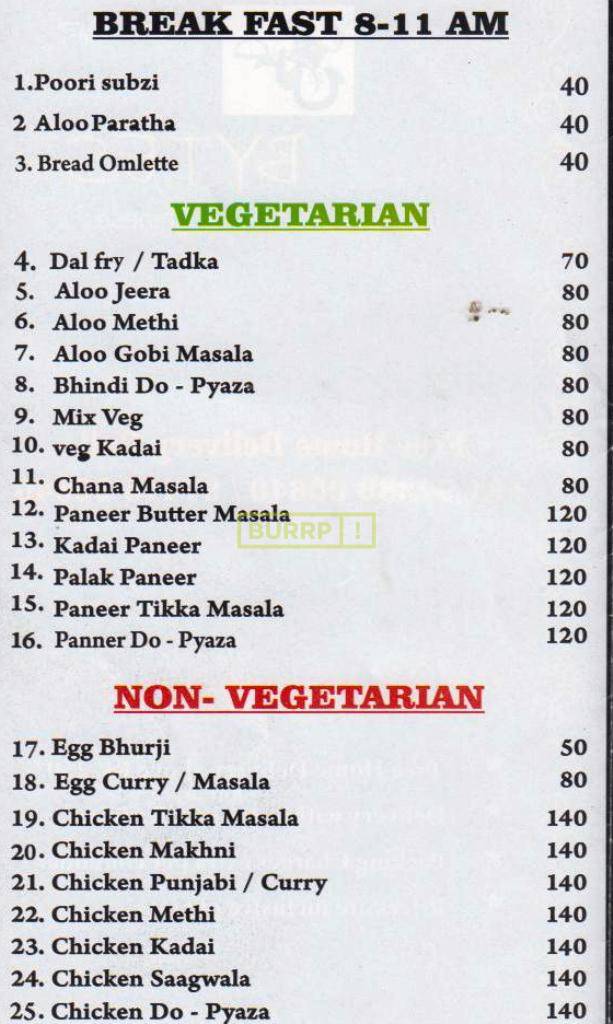 BREAK FAST 8-11 AM
1.Poori subzi 40
2 Aloo Paratha 40
3. Bread Omlette 40
VEGETARIAN
4. Dal fry / Tadka 70
5. Aloo Jeera 80
6. Aloo Methi 80
7. Aloo Gobi Masala 80
8. Bhindi Do - Pyaza 80
9. Mix Veg 80
10. veg Kadai 80
11. Chana Masala 80
12. Paneer Butter Masala 120
BURRP!
13. Kadai Paneer 120
14. Palak Paneer 120
15. Paneer Tikka Masala 120
16. Panner Do - Pyaza 120
NON- VEGETARIAN
17. Egg Bhurji 50
18. Egg Curry / Masala 80
19. Chicken Tikka Masala 140
20. Chicken Makhni 140
21. Chicken Punjabi / Curry 140
22. Chicken Methi 140
23. Chicken Kadai 140
24. Chicken Saagwala 140
25. Chicken Do - Pyaza 140